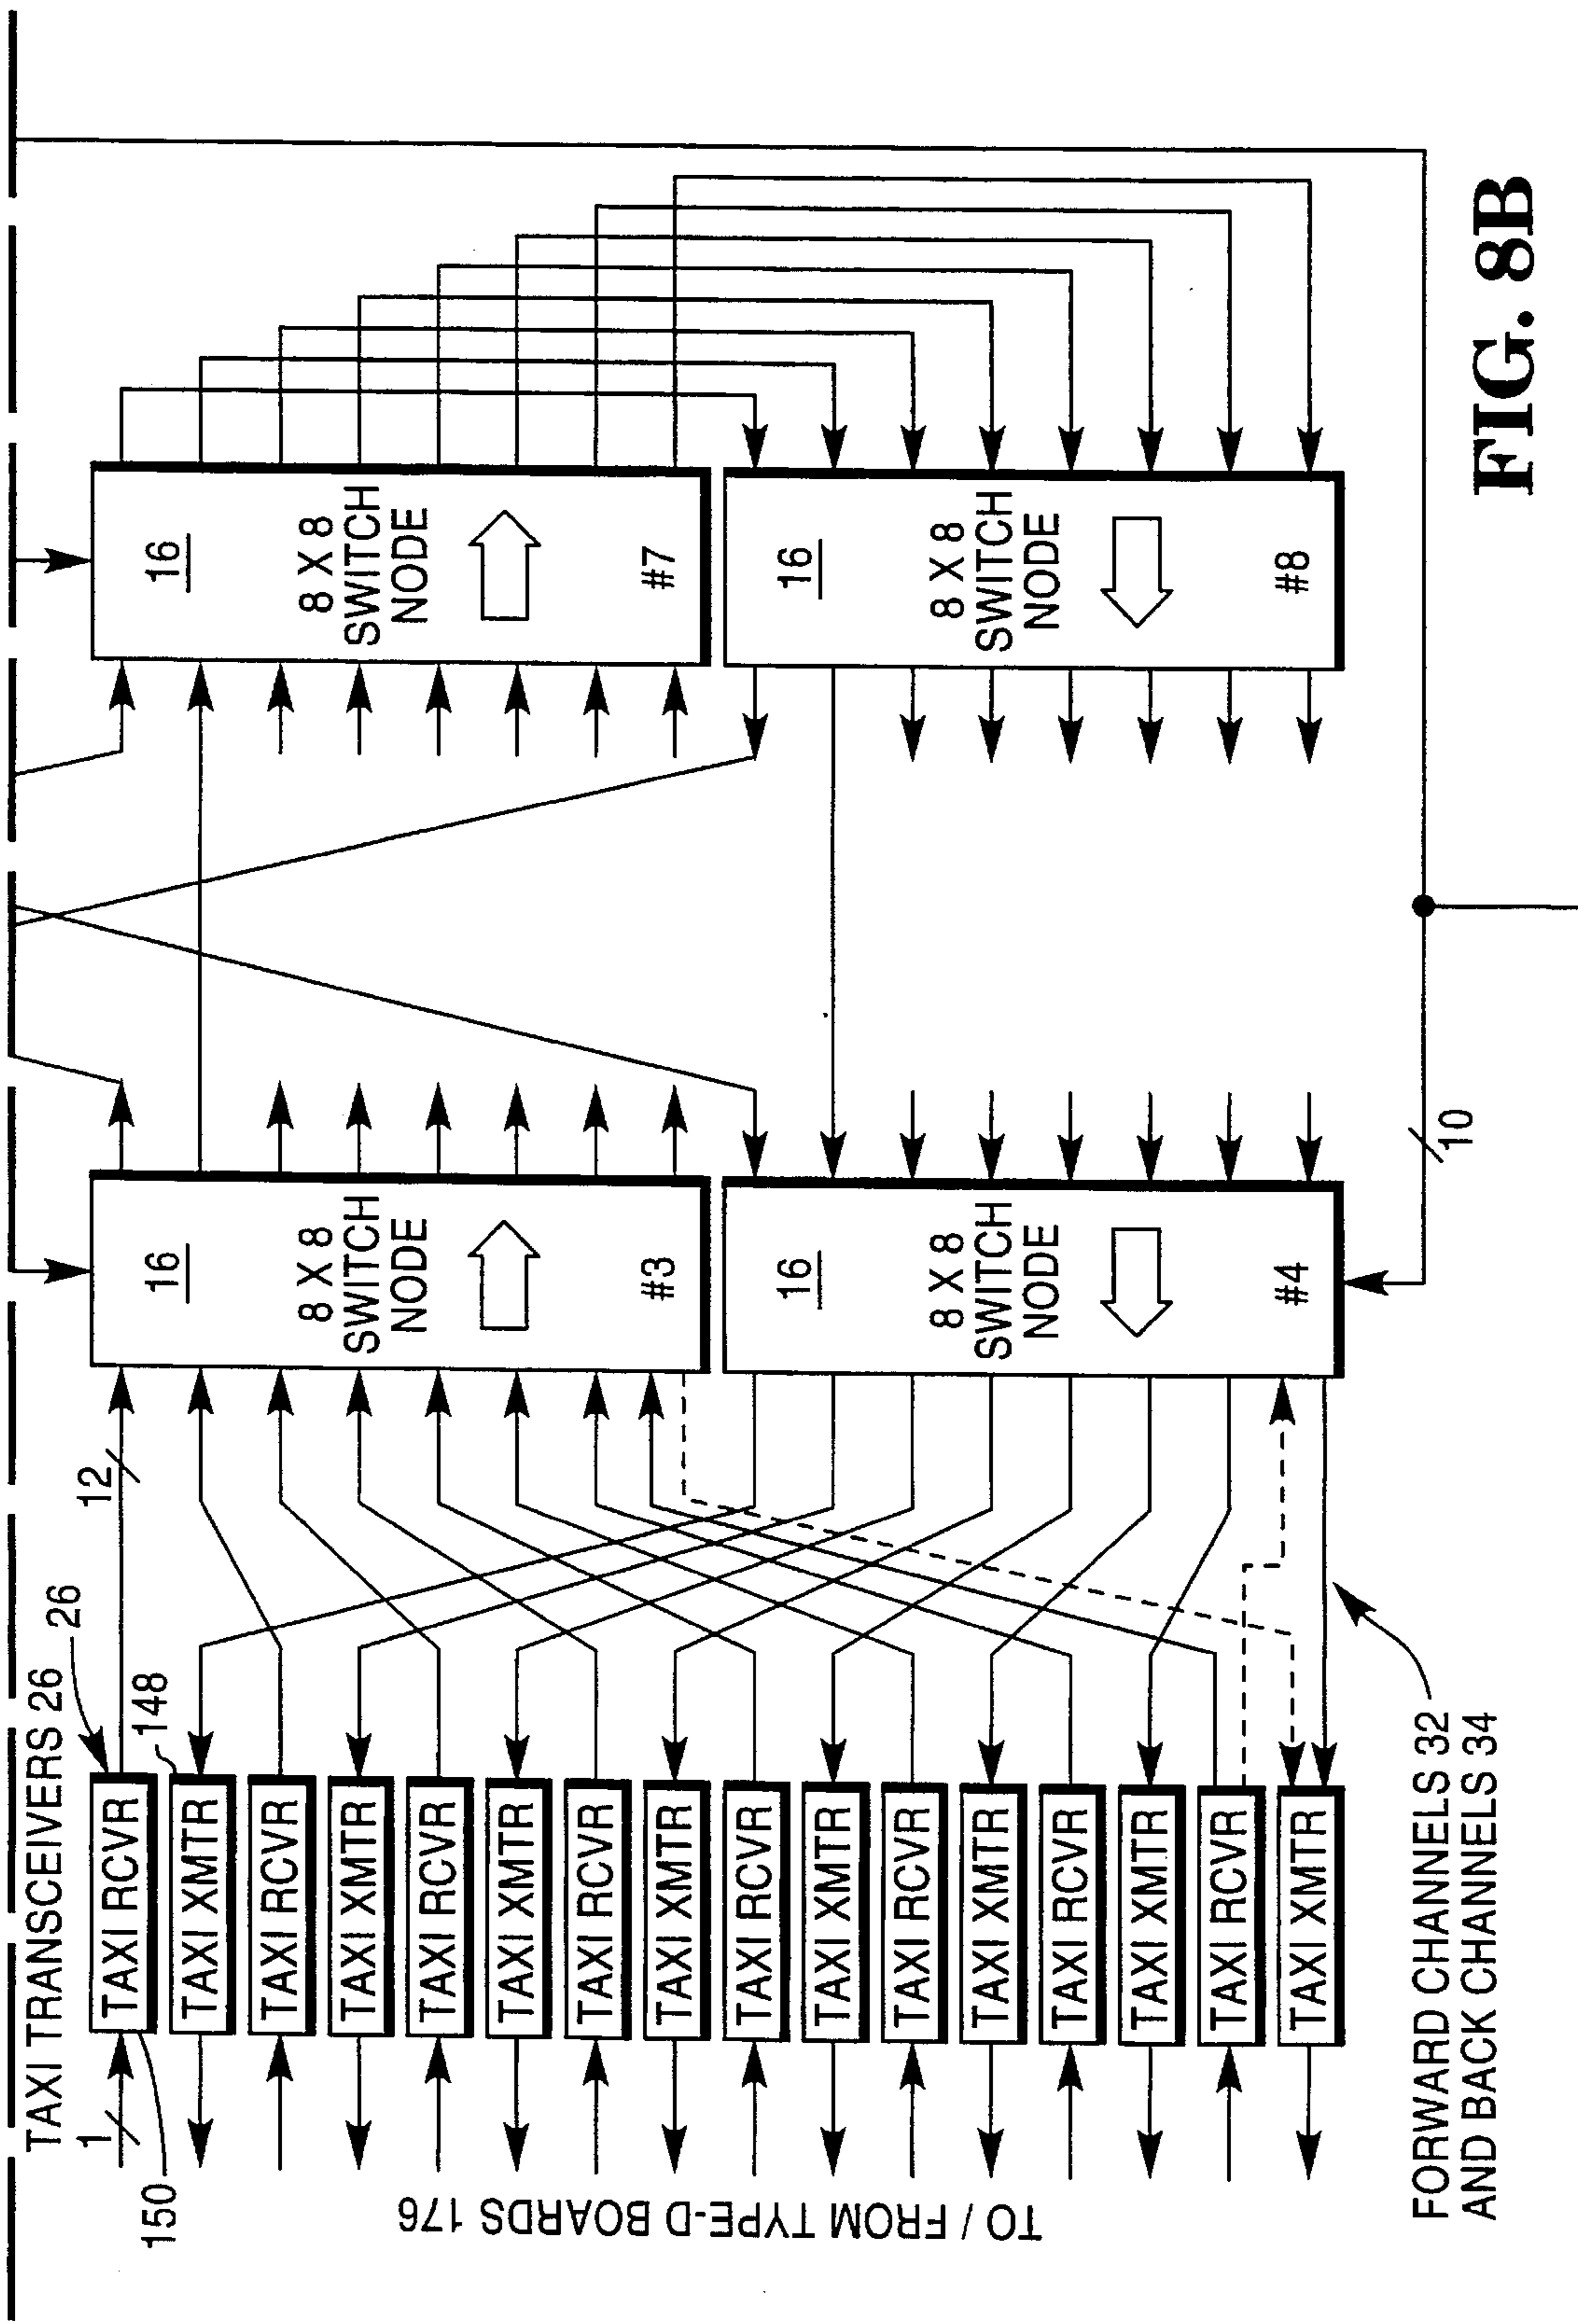 TAXI TRANSCEIVERS 26
26
1
12
150
148
TAXI RCVR
TAXI XMTR
TAXI RCVR
TAXI XMTR
TAXI RCVR
TAXI XMTR
TAXI RCVR
TAXI XMTR
TAXI RCVR
TAXI XMTR
TAXI RCVR
TAXI XMTR
TAXI RCVR
TAXI XMTR
TAXI RCVR
TAXI XMTR
TO / FROM TYPE-D BOARDS 176
16
8 X 8
SWITCH
NODE
#3
16
8 X 8
SWITCH
NODE
#4
16
8 X 8
SWITCH
NODE
#7
16
8 X 8
SWITCH
NODE
#8
10
FORWARD CHANNELS 32
AND BACK CHANNELS 34
FIG. 8B